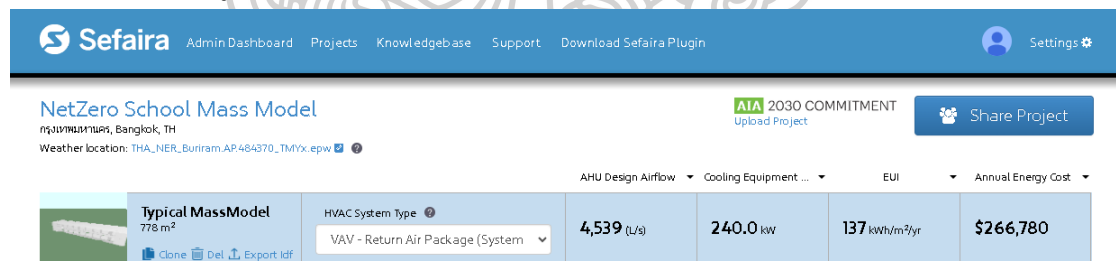 Sefaira Admin Dashboard Projects Knowledgebase Support Download Sefaira Plugin Settings
NetZero School Mass Model
กรุงเทพมหานคร, Bangkok, TH
Weather location: THA_NER_Buriram.AP.484370_TMYx.epw
AIA 2030 COMMITMENT
Upload Project
Share Project
AHU Design Airflow Cooling Equipment ... EUI Annual Energy Cost
Typical MassModel
778 m²
Clone Del Export Idf
HVAC System Type
VAV - Return Air Package (System
4,539 (L/s) 240.0 kW 137 kWh/m²/yr $266,780